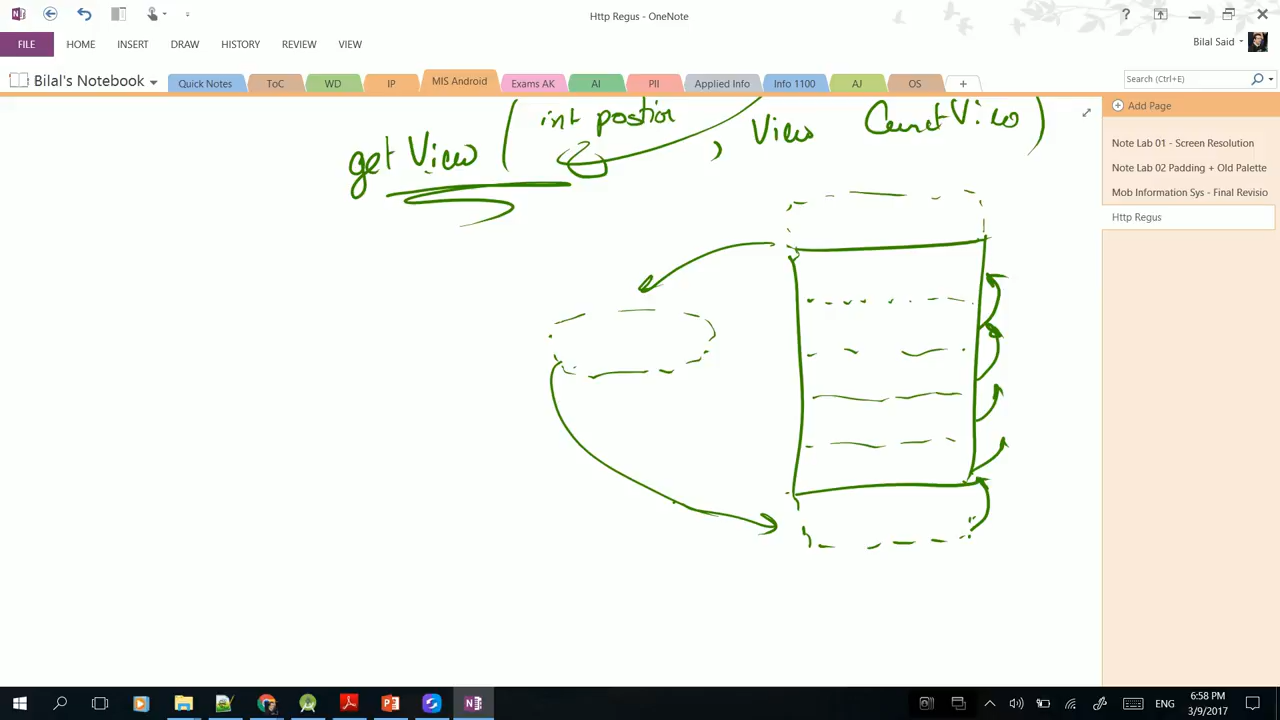 Http Regus - OneNote
?
FILE HOME INSERT DRAW HISTORY REVIEW VIEW
Bilal Said
Bilal's Notebook Quick Notes ToC WD IP MIS Android Exams AK AI PII Applied Info Info 1100 AJ OS +
Search (Ctrl+E)
Add Page
Note Lab 01 - Screen Resolution
Note Lab 02 Padding + Old Palette
Mob Information Sys - Final Revisio
Http Regus
getView ( int position , View )
6:58 PM
ENG
3/9/2017